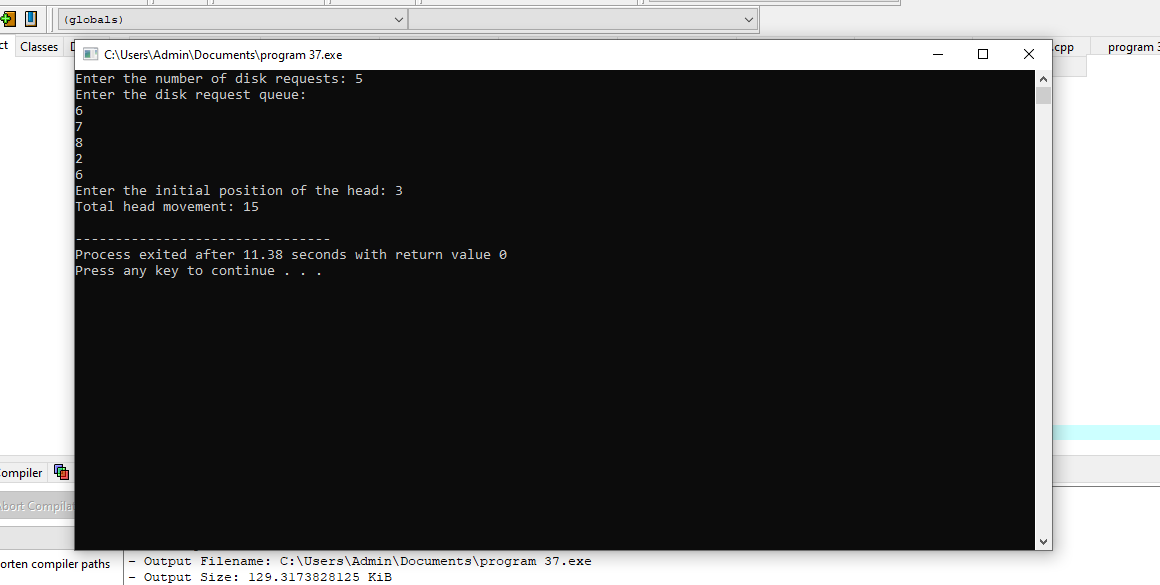 (globals)
ct Classes
C:\Users\Admin\Documents\program 37.exe
.cpp
program 3
Enter the number of disk requests: 5
Enter the disk request queue:
6
7
8
2
6
Enter the initial position of the head: 3
Total head movement: 15
--------------------------------
Process exited after 11.38 seconds with return value 0
Press any key to continue . . .
ompiler
bort Compila
orten compiler paths
- Output Filename: C:\Users\Admin\Documents\program 37.exe
- Output Size: 129.3173828125 KiB